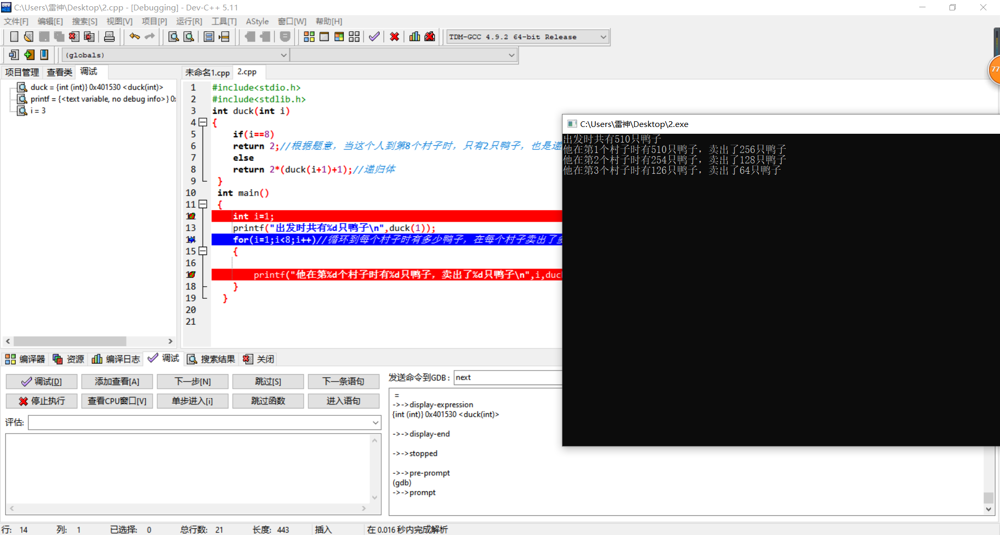 C:\Users\雷神\Desktop\2.cpp - [Debugging] - Dev-C++ 5.11
文件[F] 编辑[E] 搜索[S] 视图[V] 项目[P] 运行[R] 工具[T] AStyle 窗口[W] 帮助[H]
TDM-GCC 4.9.2 64-bit Release
(globals)
77
项目管理 查看类 调试
duck = {int (int)} 0x401530 <duck(int)>
printf = {<text variable, no debug info>} 0x
i = 3
未命名1.cpp 2.cpp
1 #include<stdio.h>
2 #include<stdlib.h>
3 int duck(int i)
4 {
5 if(i==8)
6 return 2;//根据题意，当这个人到第8个村子时，只有2只鸭子，也是递
7 else
8 return 2*(duck(i+1)+1);//递归体
9 }
10 int main()
11 {
12 int i=1;
13 printf("出发时共有%d只鸭子\n",duck(1));
14 for(i=1;i<8;i++)//循环到每个村子时有多少鸭子，在每个村子卖出了多
15 {
16
17 printf("他在第%d个村子时有%d只鸭子，卖出了%d只鸭子\n",i,duc
18 }
19 }
20
21
C:\Users\雷神\Desktop\2.exe
出发时共有510只鸭子
他在第1个村子时有510只鸭子，卖出了256只鸭子
他在第2个村子时有254只鸭子，卖出了128只鸭子
他在第3个村子时有126只鸭子，卖出了64只鸭子
编译器 资源 编译日志 调试 搜索结果 关闭
调试[D] 添加查看[A] 下一步[N] 跳过[S] 下一条语句
停止执行 查看CPU窗口[V] 单步进入[i] 跳过函数 进入语句
评估:
发送命令到GDB: next
=
->->display-expression
{int (int)} 0x401530 <duck(int)>
->->display-end
->->stopped
->->pre-prompt
(gdb)
->->prompt
行: 14 列: 1 已选择: 0 总行数: 21 长度: 443 插入 在 0.016 秒内完成解析